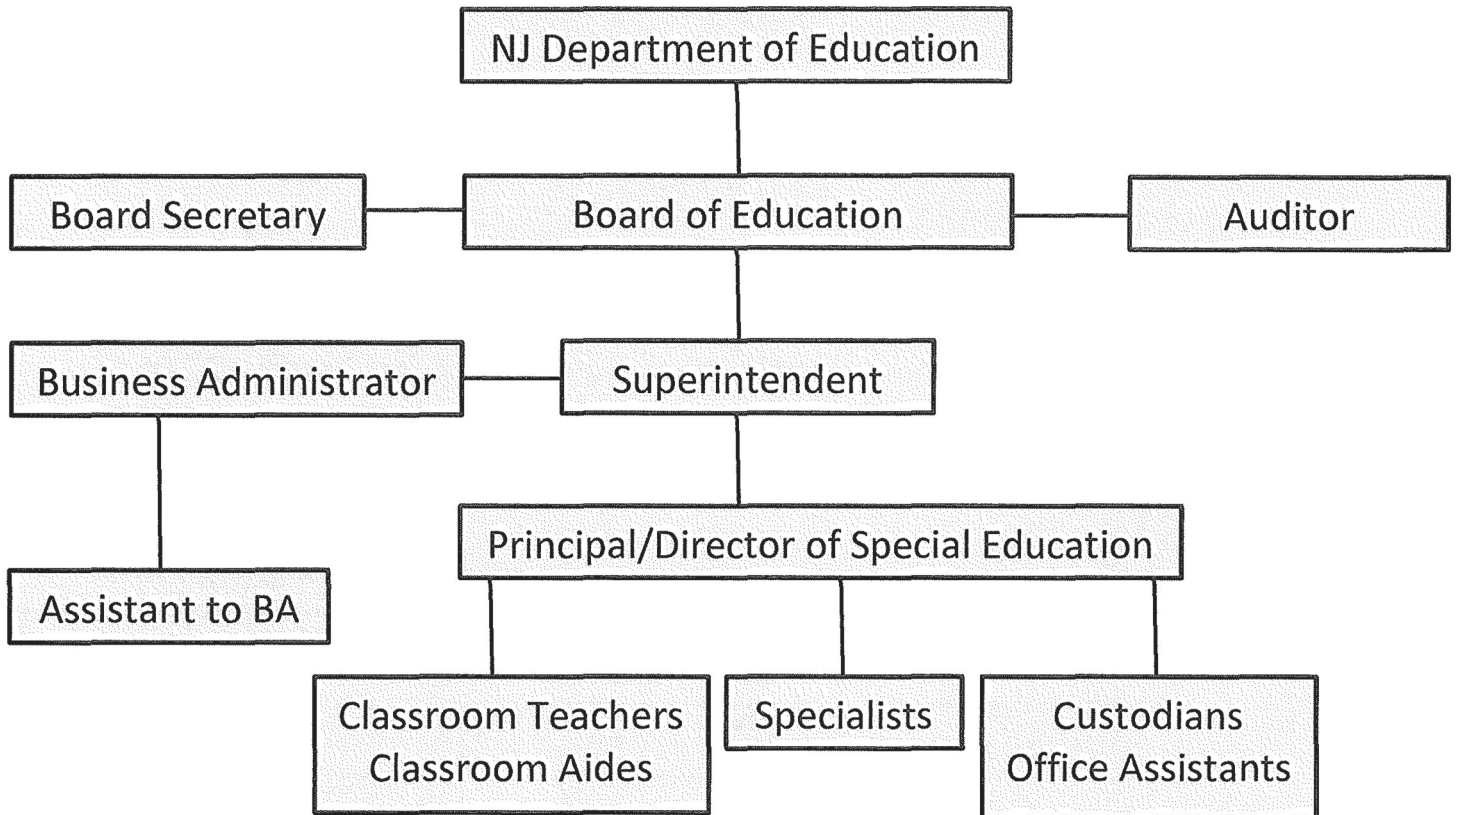 NJ Department of Education
Board Secretary
Board of Education
Auditor
Business Administrator
Superintendent
Principal/Director of Special Education
Assistant to BA
Classroom Teachers
Classroom Aides
Specialists
Custodians
Office Assistants